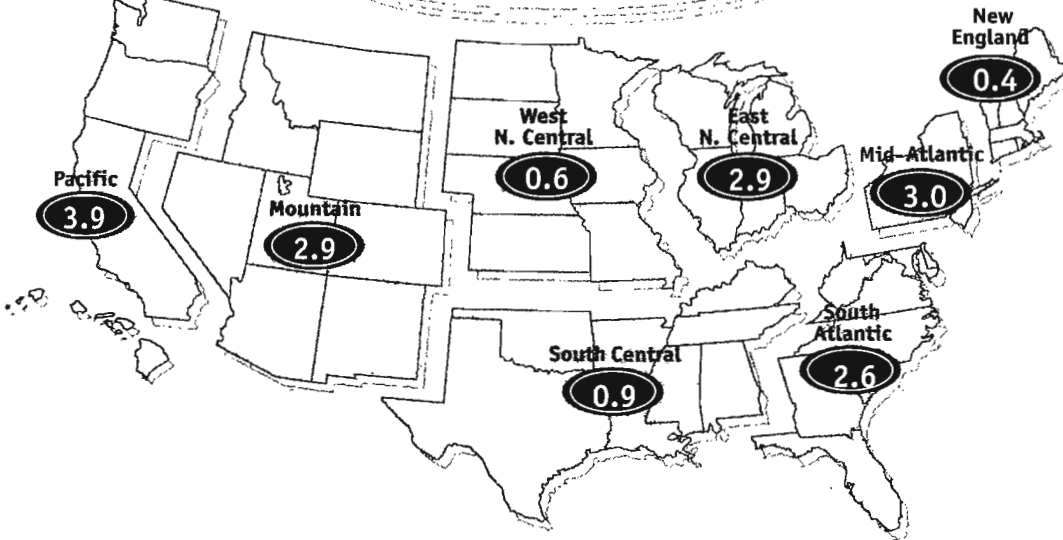 New
England
0.4
West
N. Central
0.6
East
N. Central
2.9
Mid-Atlantic
3.0
Pacific
3.9
Mountain
2.9
South
Atlantic
2.6
South Central
0.9